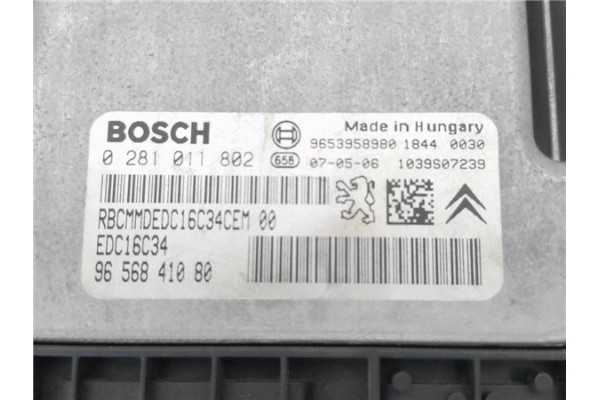 BOSCH
Made in Hungary
9653958980 1844 0030
0 281 011 802 658 07-05-06 1039S07239
RBCMMDEDC16C34CEM 00
EDC16C34
96 568 410 80